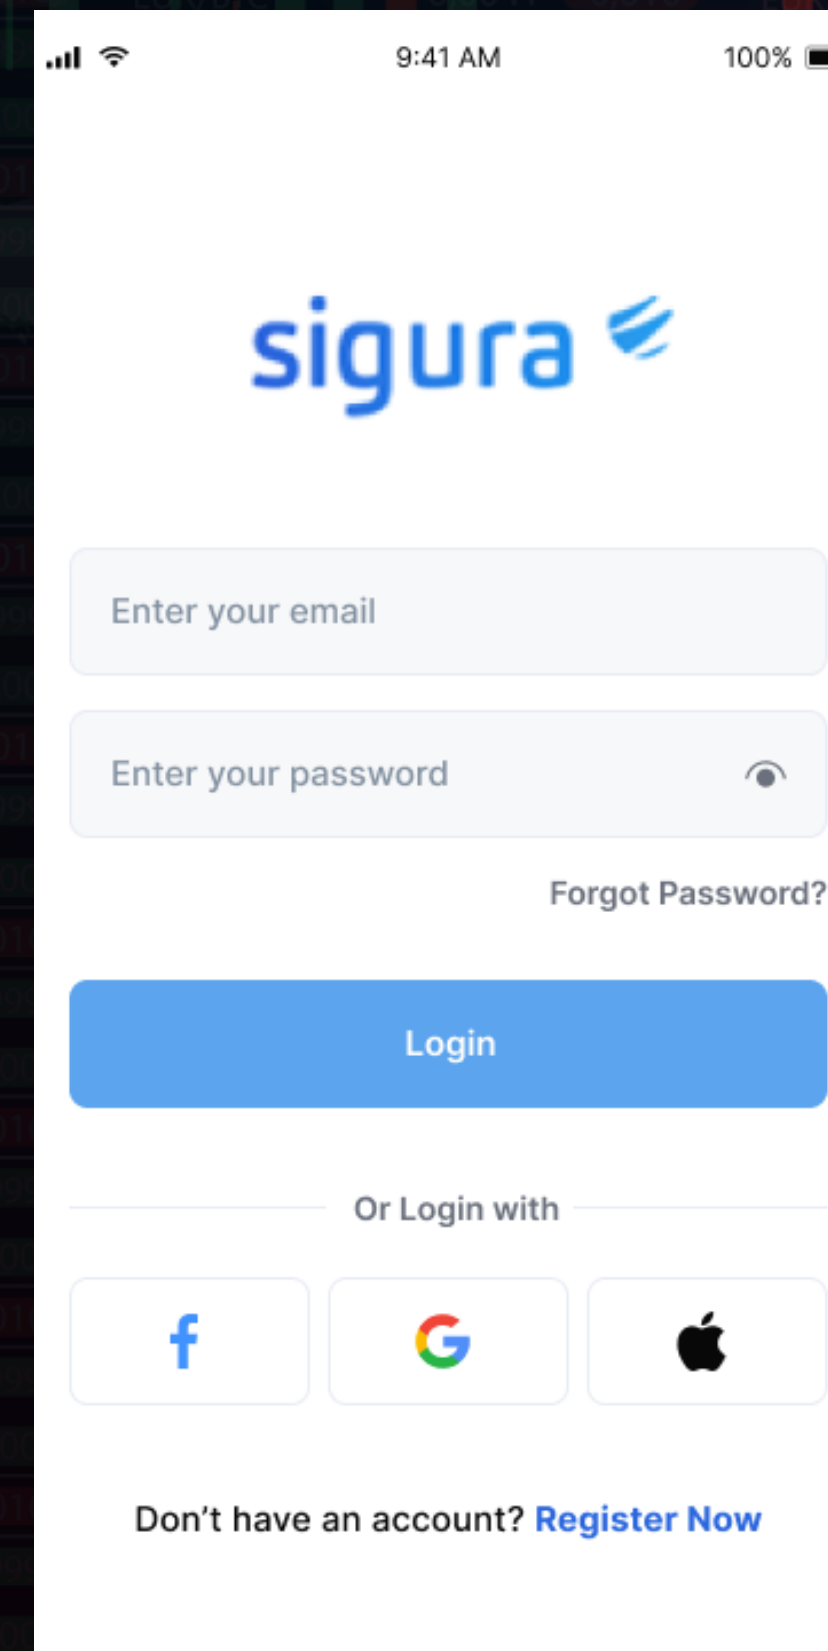 9:41 AM 100%
sigura
Enter your email
Enter your password
Forgot Password?
Login
Or Login with
Don’t have an account? Register Now